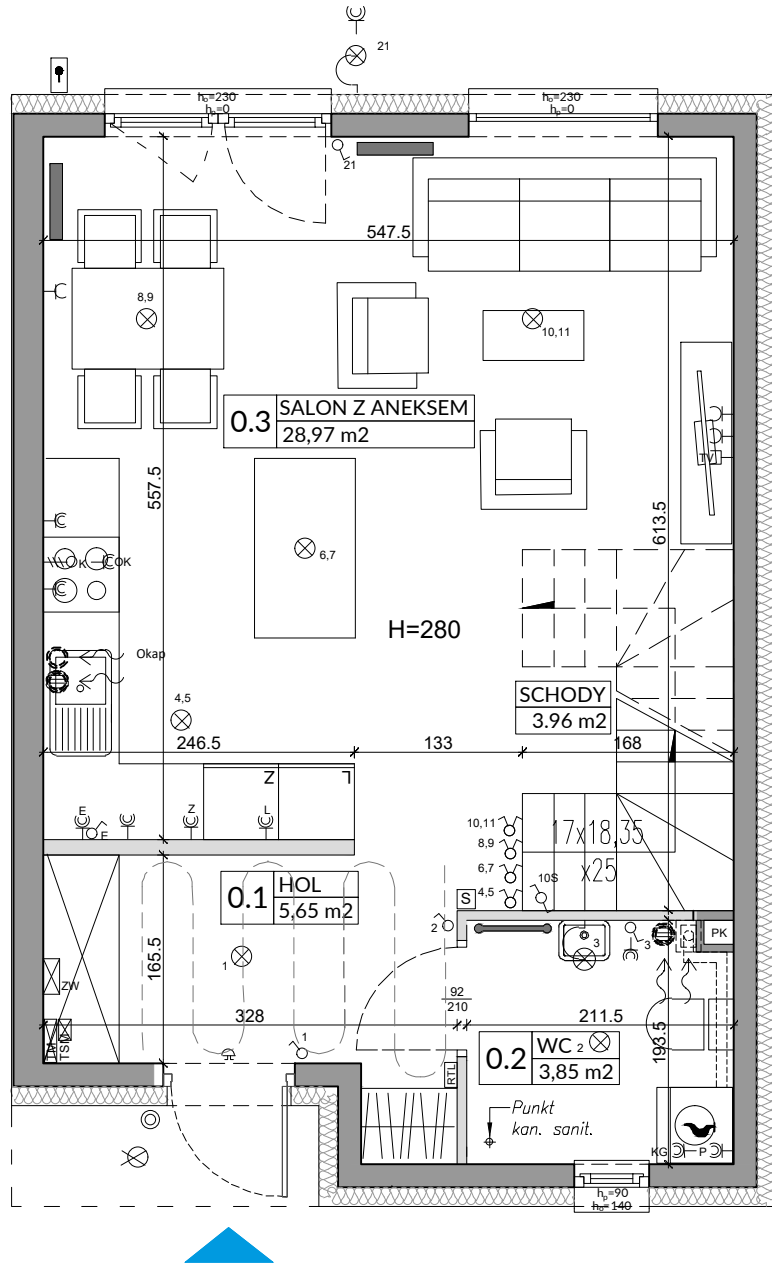 21
hₒ=230
hₚ=0
hₒ=230
hₚ=0
21
547.5
8,9
10,11
0.3 SALON Z ANEKSEM
28,97 m2
TV
557.5
613.5
OK
OK
6,7
H=280
Okap
4,5
SCHODY
3.96 m2
246.5
133
168
Z
L
E
Z
L
F
10,11
8,9
6,7
4,5
17x18,35
x25
10S
0.1 HOL
5,65 m2
S
2
3
3
PK
165.5
1
ZW
92
210
328
211.5
TM
TSM
1
0.2 WC 2
3,85 m2
193.5
RTL
Punkt
kan. sanit.
KG
P
hₚ=90
hₒ=140